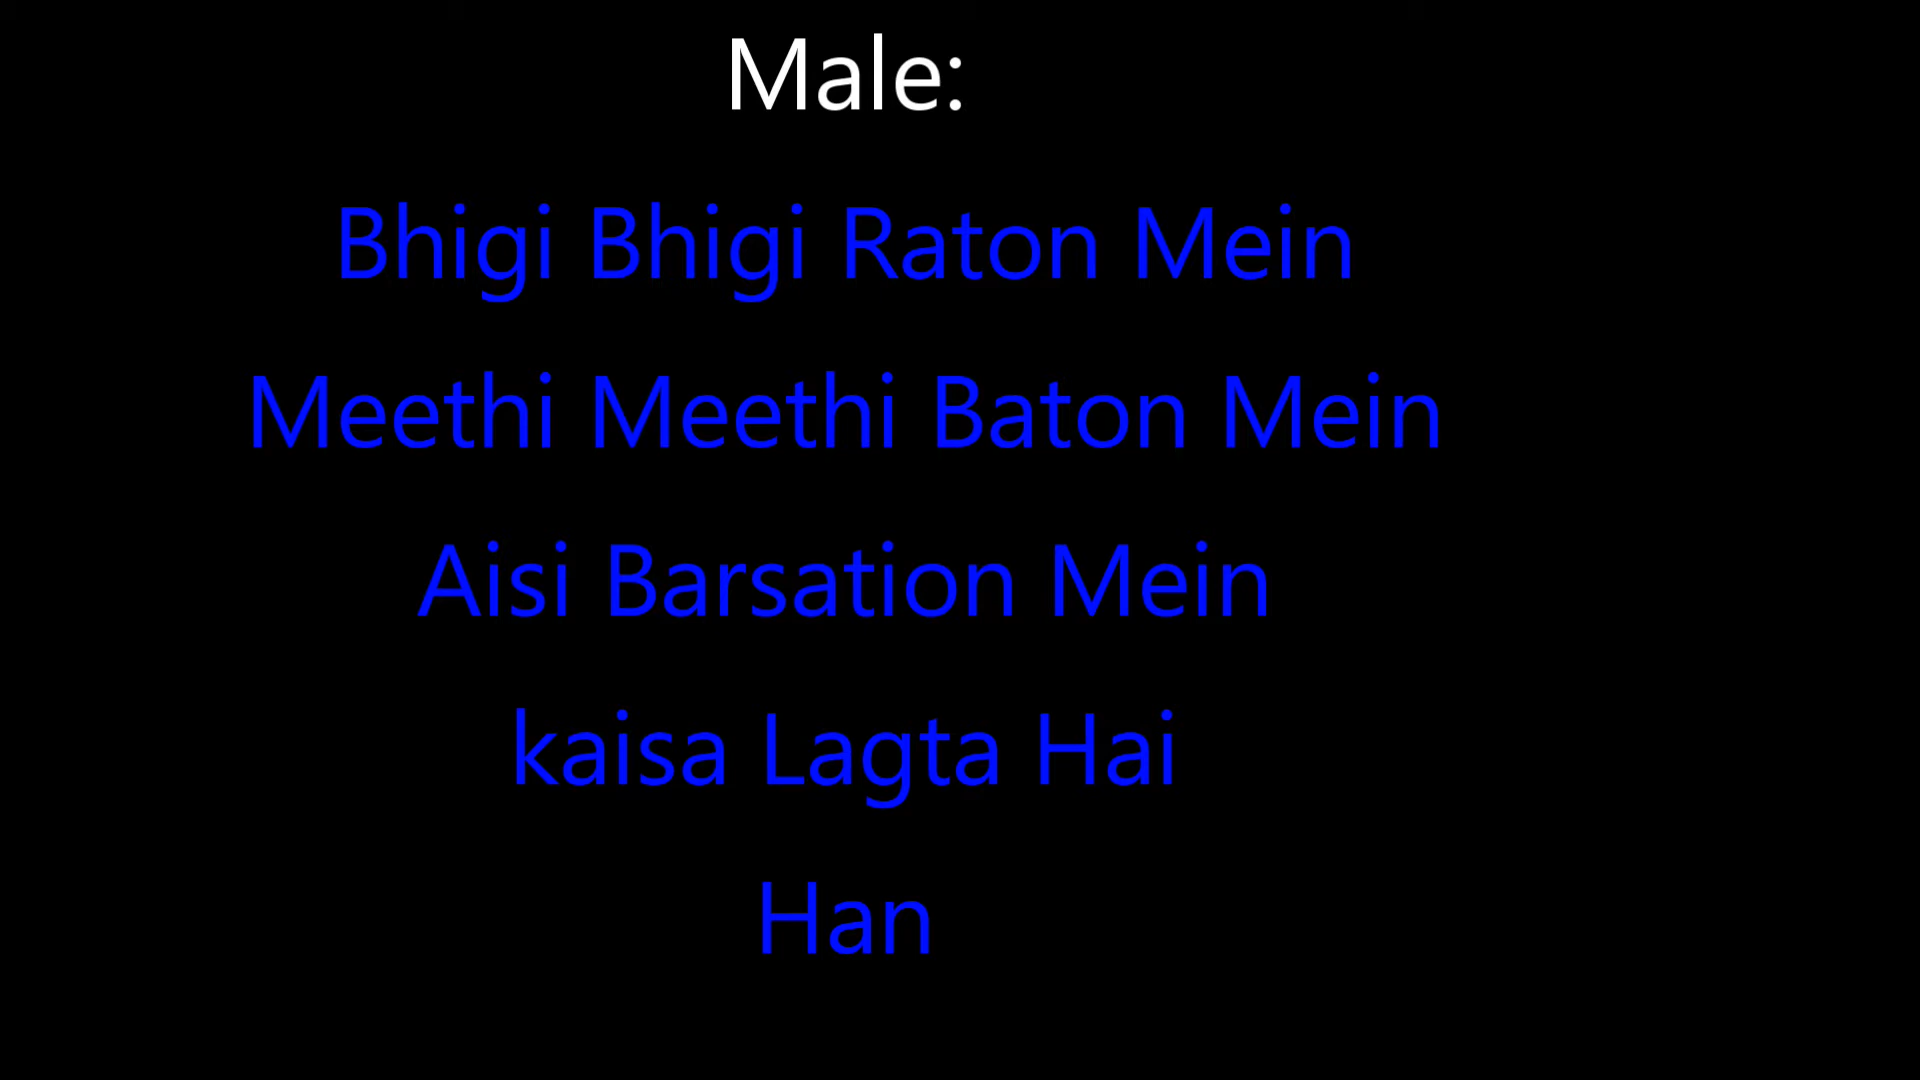 Male:
Bhigi Bhigi Raton Mein
Meethi Meethi Baton Mein
Aisi Barsation Mein
kaisa Lagta Hai
Han